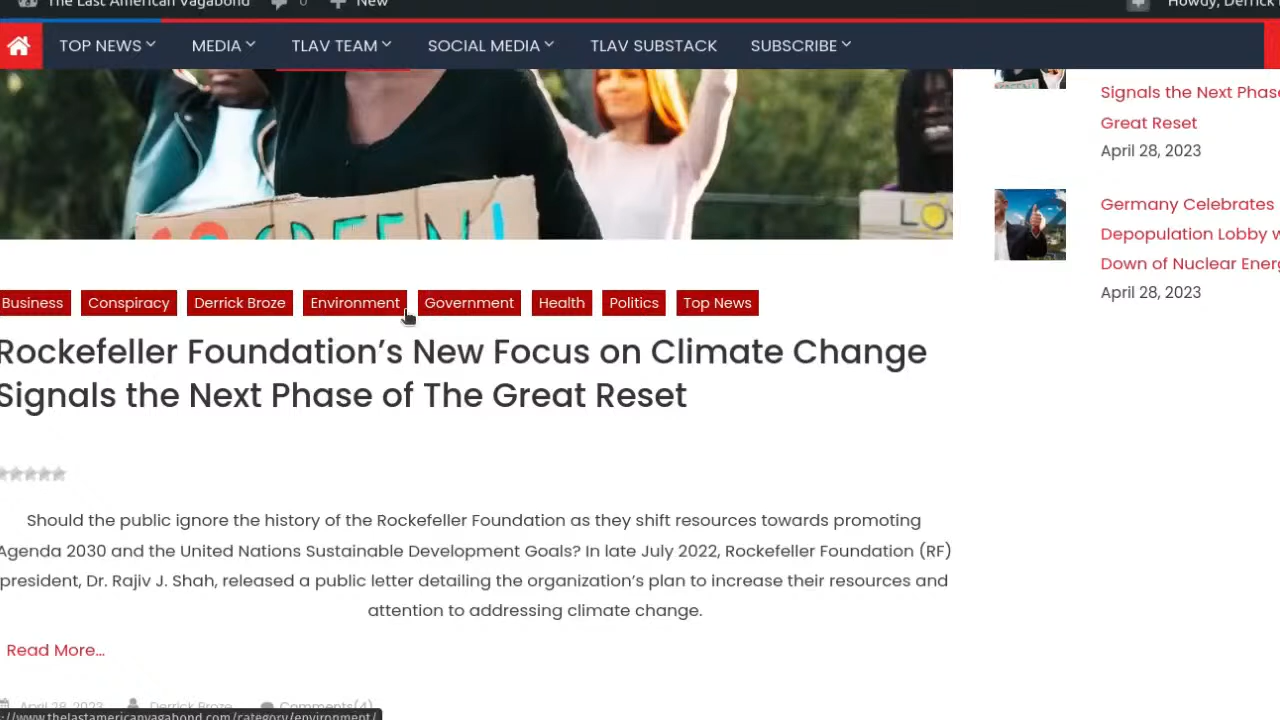 The Last American Vagabond 0 New Howdy, Derrick
TOP NEWS MEDIA TLAV TEAM SOCIAL MEDIA TLAV SUBSTACK SUBSCRIBE
GREEN!
Signals the Next Phase
Great Reset
April 28, 2023
Germany Celebrates
Depopulation Lobby w
Down of Nuclear Energ
April 28, 2023
Business Conspiracy Derrick Broze Environment Government Health Politics Top News
Rockefeller Foundation’s New Focus on Climate Change
Signals the Next Phase of The Great Reset
Should the public ignore the history of the Rockefeller Foundation as they shift resources towards promoting
Agenda 2030 and the United Nations Sustainable Development Goals? In late July 2022, Rockefeller Foundation (RF)
president, Dr. Rajiv J. Shah, released a public letter detailing the organization’s plan to increase their resources and
attention to addressing climate change.
Read More...
April 28, 2023 Derrick Broze Comments(4)
://www.thelastamericanvagabond.com/category/environment/